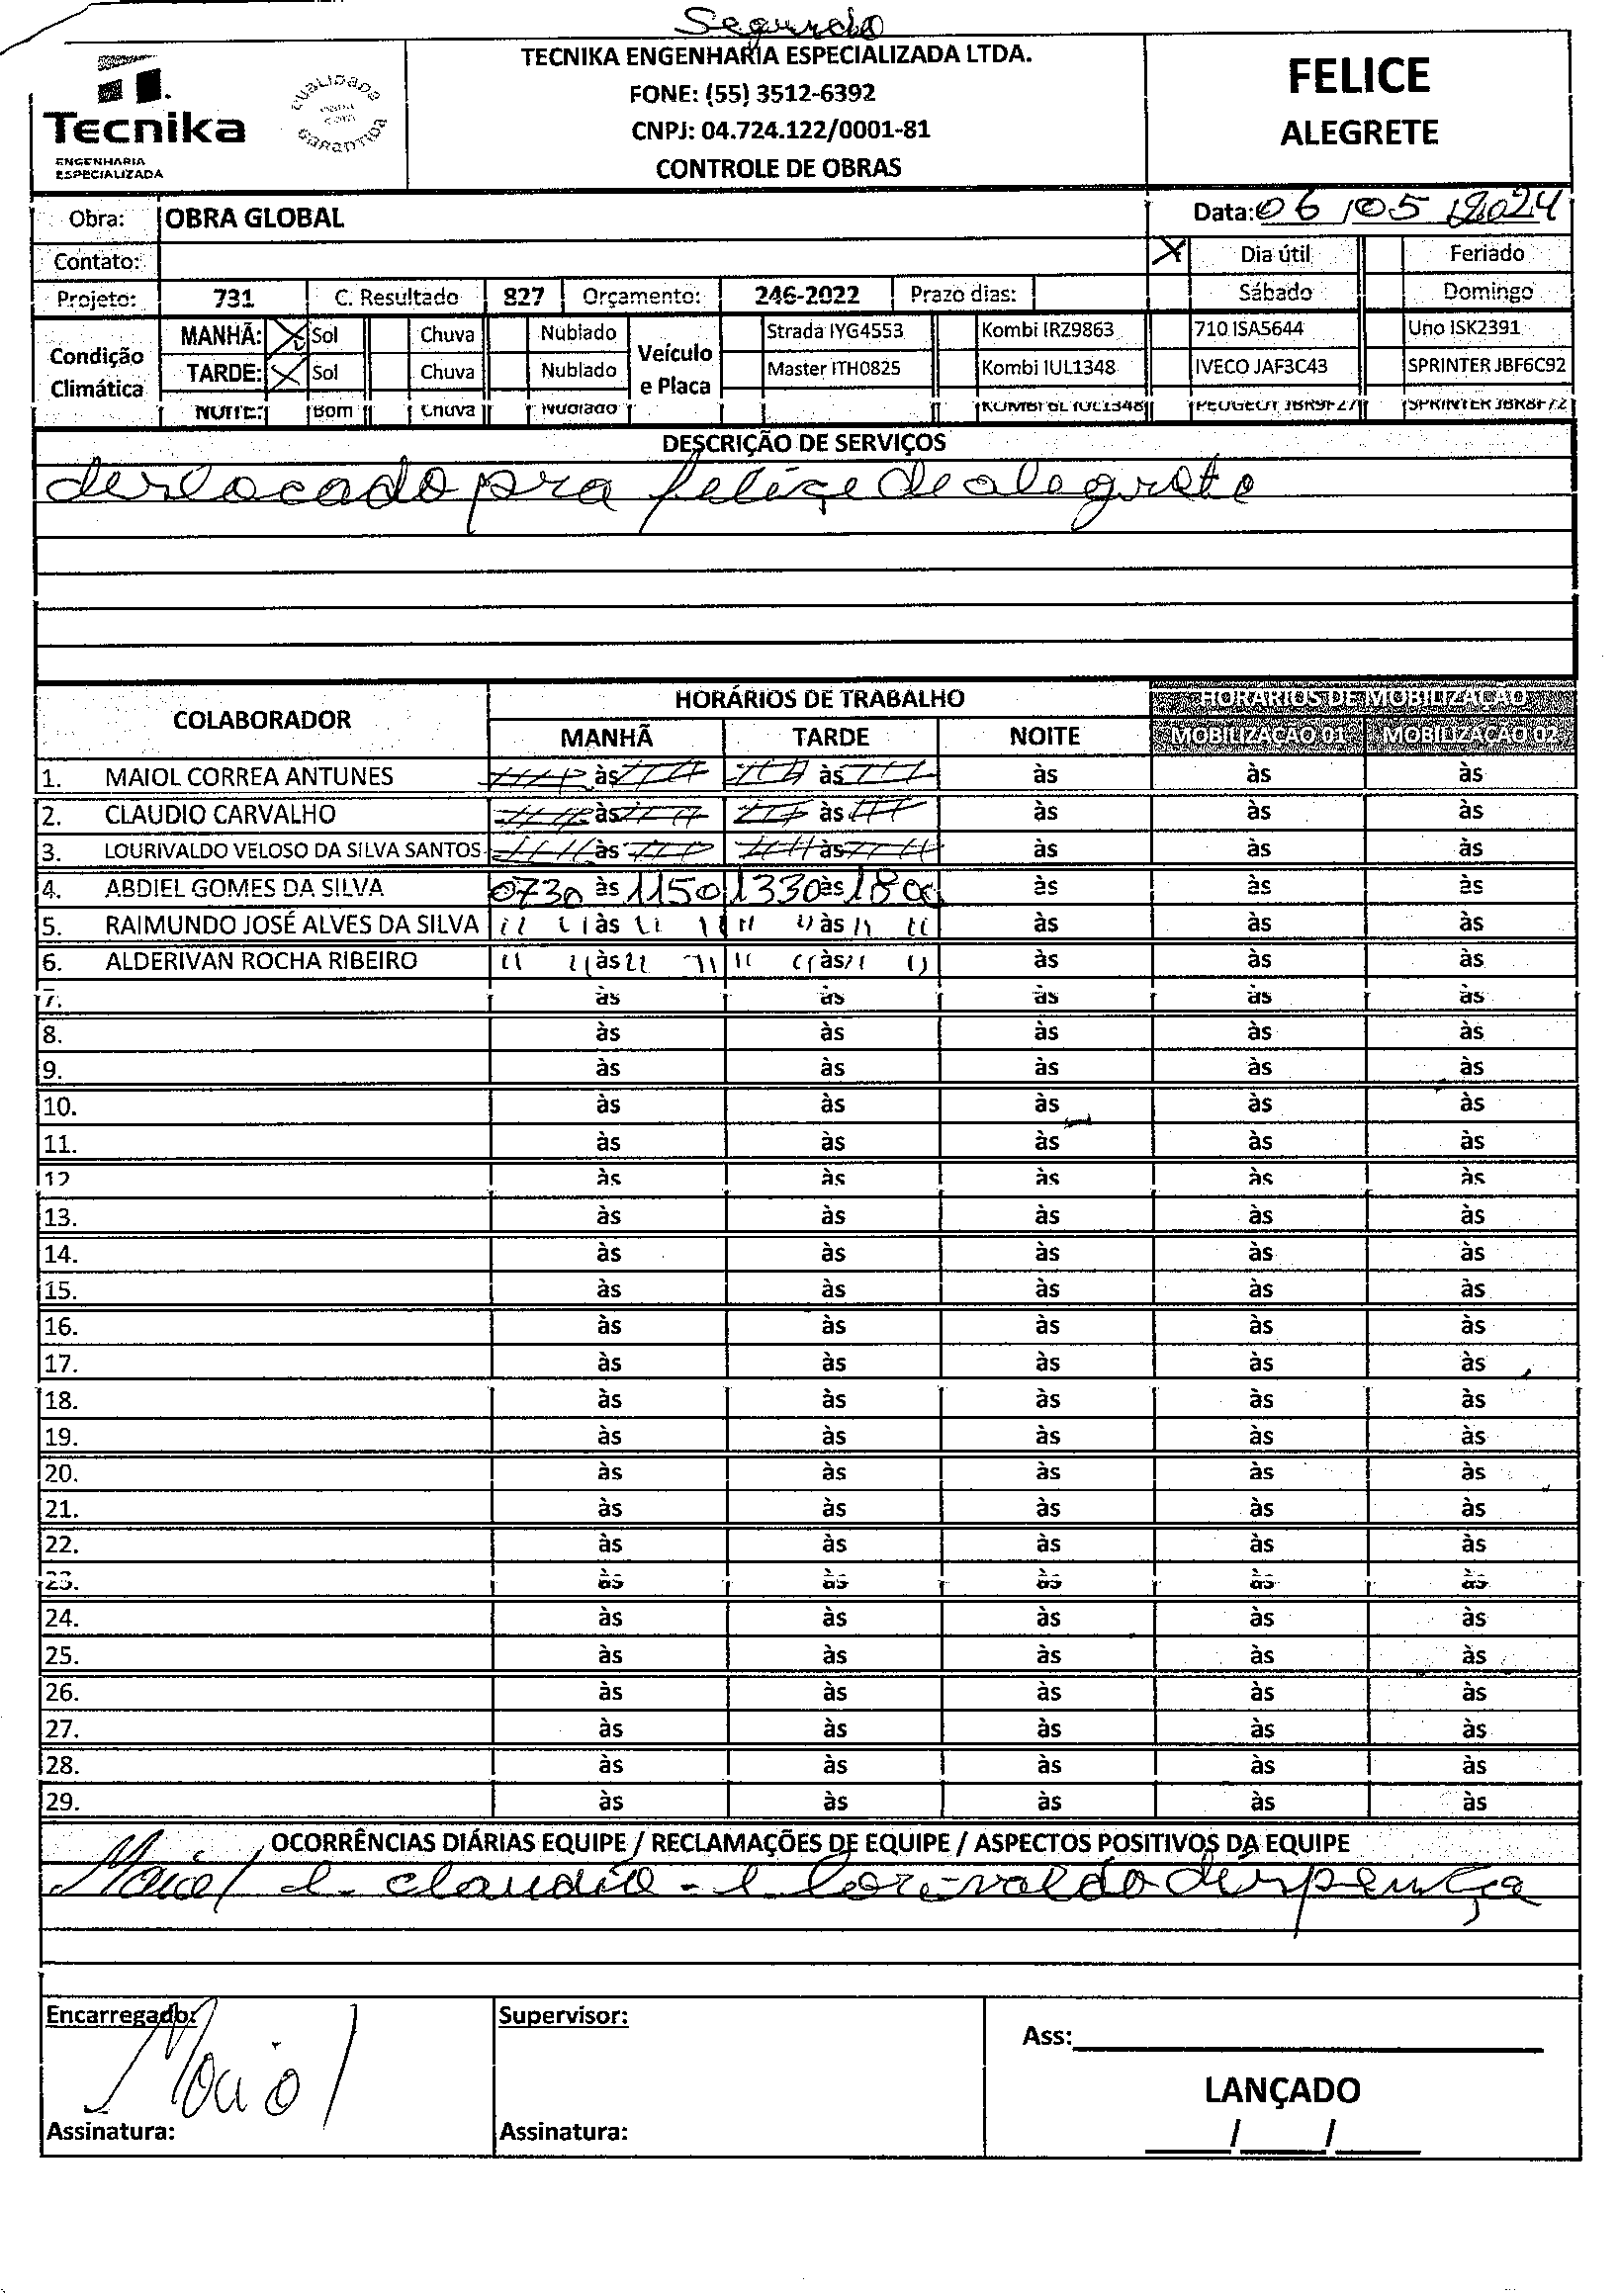 Segundo
Tecnika
ENGENHARIA
ESPECIALIZADA
QUALIDADE
COM
GARANTIDA
TECNIKA ENGENHARIA ESPECIALIZADA LTDA.
FONE: (55) 3512-6392
CNPJ: 04.724.122/0001-81
CONTROLE DE OBRAS
FELICE
ALEGRETE
Obra: OBRA GLOBAL Data: 06/05/2024
Contato: X Dia útil Feriado
Projeto: 731 C. Resultado 827 Orçamento: 246-2022 Prazo dias: Sábado Domingo
Condição Climática
MANHÃ: X Sol Chuva Nublado Veículo e Placa Strada IYG4553 Kombi IRZ9863 710 ISA5644 Uno ISK2391
TARDE: X Sol Chuva Nublado Master ITH0825 Kombi IUL1348 IVECO JAF3C43 SPRINTER JBF6C92
NOITE: Bom Chuva Nublado KOMBI BL IUL1348 PEUGEOT JBR9F27 SPRINTER JBR8F72
DESCRIÇÃO DE SERVIÇOS
deslocado pra felice de alegrete
COLABORADOR HORÁRIOS DE TRABALHO HORÁRIOS DE MOBILIZAÇÃO
MANHÃ TARDE NOITE MOBILIZAÇÃO 01 MOBILIZAÇÃO 02
1. MAIOL CORREA ANTUNES às às às às às
2. CLAUDIO CARVALHO às às às às às
3. LOURIVALDO VELOSO DA SILVA SANTOS às às às às às
4. ABDIEL GOMES DA SILVA 0730 às 1150 1330 às 1800 às às às
5. RAIMUNDO JOSÉ ALVES DA SILVA " " às " " " " às " " às às às
6. ALDERIVAN ROCHA RIBEIRO " " às " " " " às " " às às às
7. às às às às às
8. às às às às às
9. às às às às às
10. às às às às às
11. às às às às às
12 às às às às às
13. às às às às às
14. às às às às às
15. às às às às às
16. às às às às às
17. às às às às às
18. às às às às às
19. às às às às às
20. às às às às às
21. às às às às às
22. às às às às às
23. às às às às às
24. às às às às às
25. às às às às às
26. às às às às às
27. às às às às às
28. às às às às às
29. às às às às às
OCORRÊNCIAS DIÁRIAS EQUIPE / RECLAMAÇÕES DE EQUIPE / ASPECTOS POSITIVOS DA EQUIPE
Maiol e claudio - e lorivaldo dispença
Encarregado: Supervisor:
Maiol
Ass:
LANÇADO
Assinatura: Assinatura: / /